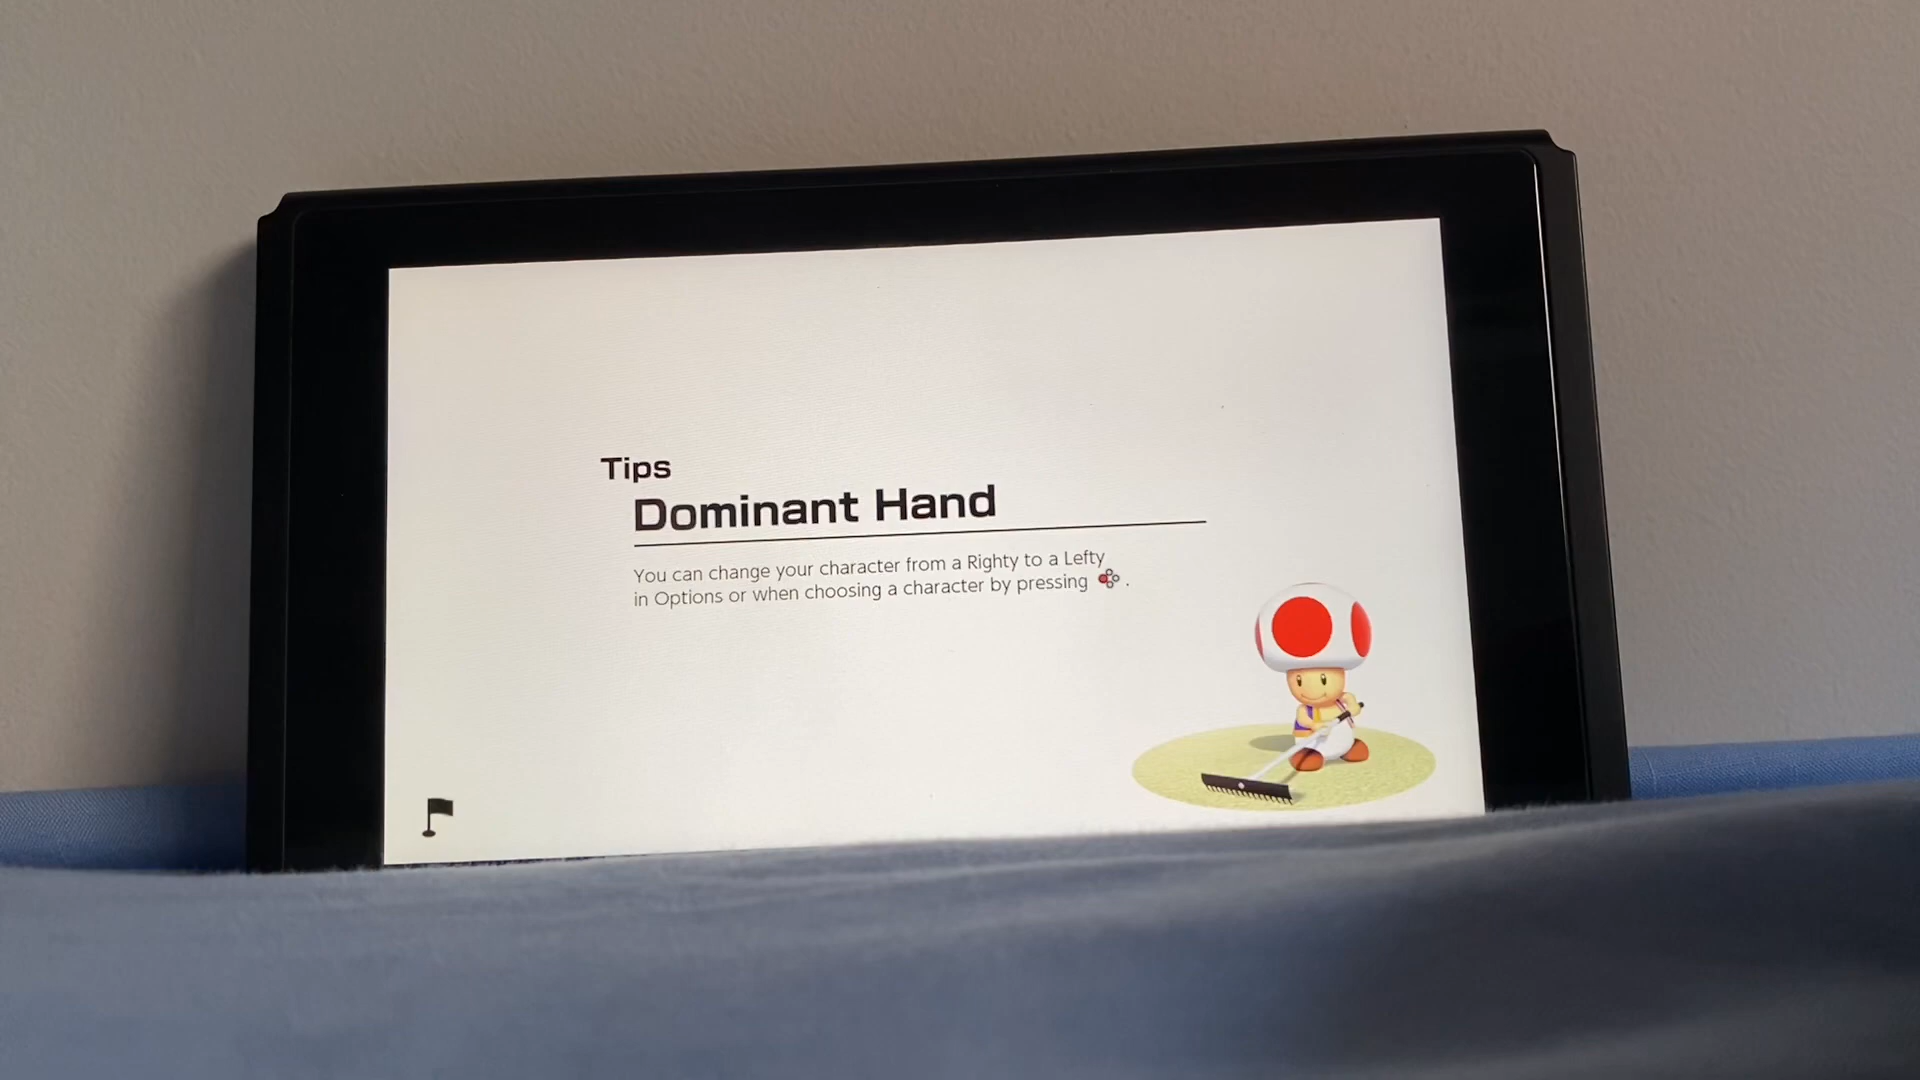 Tips
Dominant Hand
You can change your character from a Righty to a Lefty
in Options or when choosing a character by pressing .